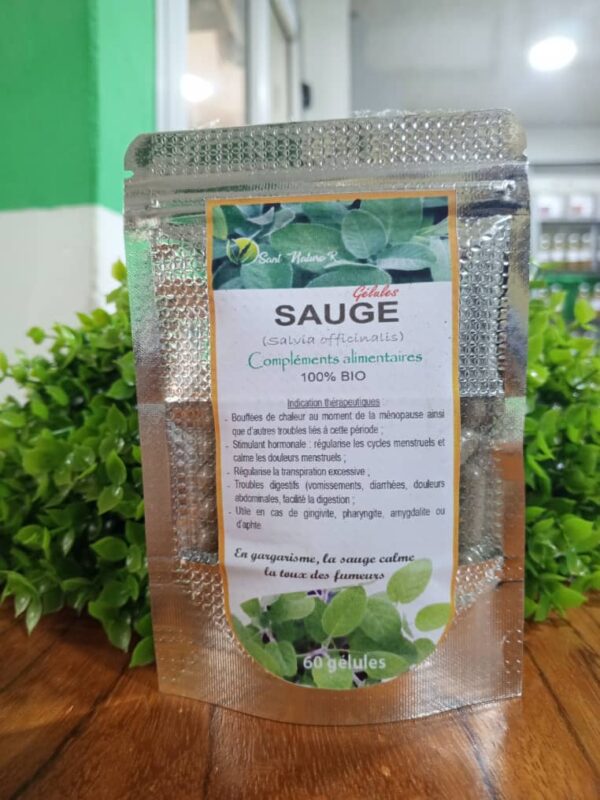 Sant Nature R
Gélules
SAUGE
(Salvia officinalis)
Compléments alimentaires
100% BIO
Indication thérapeutiques
- Bouffées de chaleur au moment de la ménopause ainsi
que d'autres troubles liés à cette période ;
- Stimulant hormonale : régularise les cycles menstruels et
calme les douleurs menstruels ;
- Régularise la transpiration excessive ;
- Troubles digestifs (vomissements, diarrhées, douleurs
abdominales, facilité la digestion ;
- Utile en cas de gingivite, pharyngite, amygdalite ou
d'aphte.
En gargarisme, la sauge calme
la toux des fumeurs
60 gélules